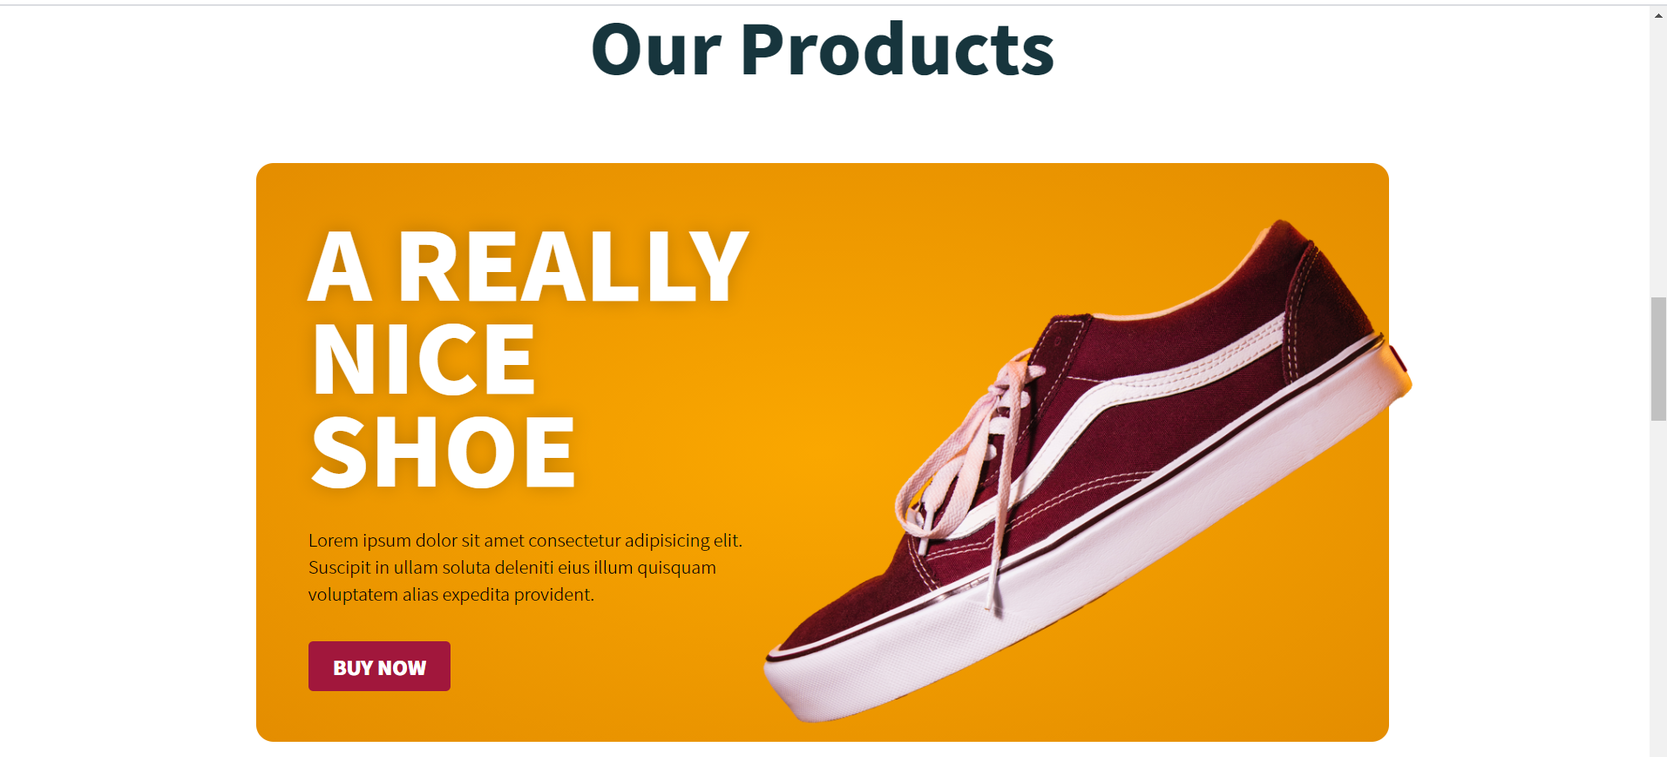 Our Products
A REALLY
NICE
SHOE
Lorem ipsum dolor sit amet consectetur adipisicing elit.
Suscipit in ullam soluta deleniti eius illum quisquam
voluptatem alias expedita provident.
BUY NOW